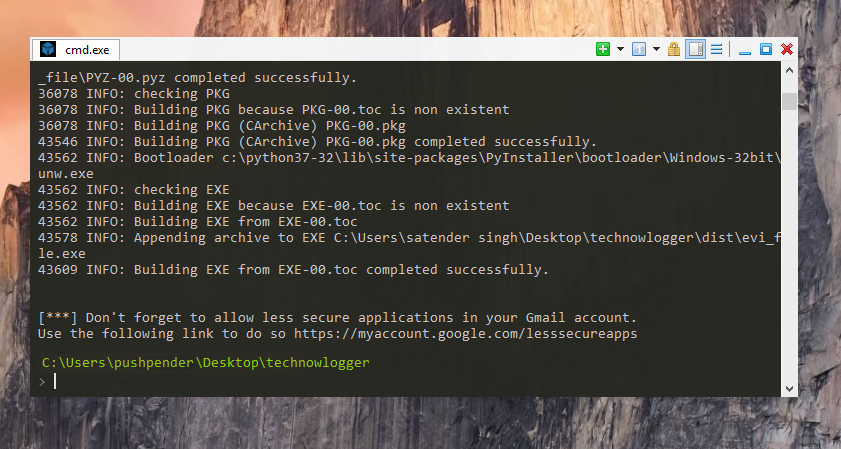 cmd.exe
_file\PYZ-00.pyz completed successfully.
36078 INFO: checking PKG
36078 INFO: Building PKG because PKG-00.toc is non existent
36078 INFO: Building PKG (CArchive) PKG-00.pkg
43546 INFO: Building PKG (CArchive) PKG-00.pkg completed successfully.
43562 INFO: Bootloader c:\python37-32\lib\site-packages\PyInstaller\bootloader\Windows-32bit\
unw.exe
43562 INFO: checking EXE
43562 INFO: Building EXE because EXE-00.toc is non existent
43562 INFO: Building EXE from EXE-00.toc
43578 INFO: Appending archive to EXE C:\Users\satender singh\Desktop\technowlogger\dist\evi_f
le.exe
43609 INFO: Building EXE from EXE-00.toc completed successfully.
[***] Don't forget to allow less secure applications in your Gmail account.
Use the following link to do so https://myaccount.google.com/lesssecureapps
C:\Users\pushpender\Desktop\technowlogger
>